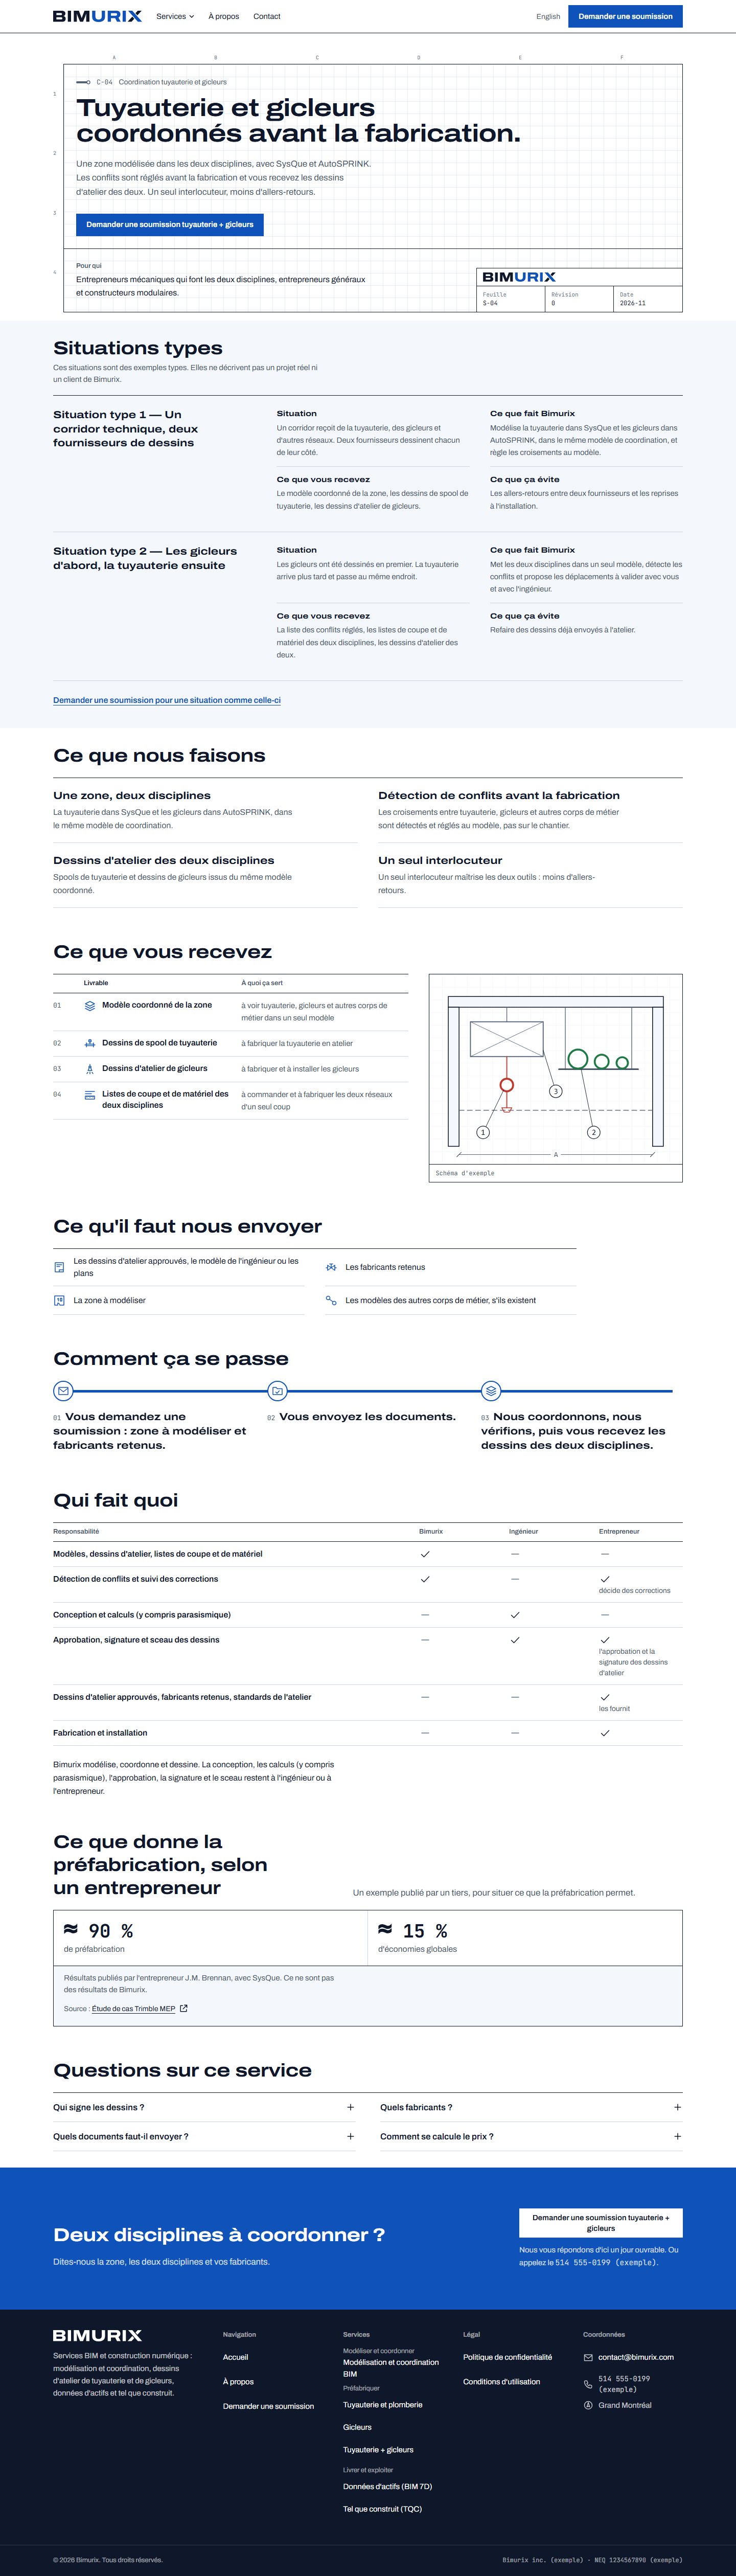 BIMURIX
Services
À propos
Contact
English
Demander une soumission
A
B
C
D
E
F
1
2
3
4
C-04 Coordination tuyauterie et gicleurs
Tuyauterie et gicleurs
coordonnés avant la fabrication.
Une zone modélisée dans les deux disciplines, avec SysQue et AutoSPRINK.
Les conflits sont réglés avant la fabrication et vous recevez les dessins
d'atelier des deux. Un seul interlocuteur, moins d'allers-retours.
Demander une soumission tuyauterie + gicleurs
Pour qui
Entrepreneurs mécaniques qui font les deux disciplines, entrepreneurs généraux
et constructeurs modulaires.
BIMURIX
Feuille
S-04
Révision
0
Date
2026-11
Situations types
Ces situations sont des exemples types. Elles ne décrivent pas un projet réel ni
un client de Bimurix.
Situation type 1 — Un
corridor technique, deux
fournisseurs de dessins
Situation
Un corridor reçoit de la tuyauterie, des gicleurs et
d'autres réseaux. Deux fournisseurs dessinent chacun
de leur côté.
Ce que fait Bimurix
Modélise la tuyauterie dans SysQue et les gicleurs dans
AutoSPRINK, dans le même modèle de coordination, et
règle les croisements au modèle.
Ce que vous recevez
Le modèle coordonné de la zone, les dessins de spool de
tuyauterie, les dessins d'atelier de gicleurs.
Ce que ça évite
Les allers-retours entre deux fournisseurs et les reprises
à l'installation.
Situation type 2 — Les gicleurs
d'abord, la tuyauterie ensuite
Situation
Les gicleurs ont été dessinés en premier. La tuyauterie
arrive plus tard et passe au même endroit.
Ce que fait Bimurix
Met les deux disciplines dans un seul modèle, détecte les
conflits et propose les déplacements à valider avec vous
et avec l'ingénieur.
Ce que vous recevez
La liste des conflits réglés, les listes de coupe et de
matériel des deux disciplines, les dessins d'atelier des
deux.
Ce que ça évite
Refaire des dessins déjà envoyés à l'atelier.
Demander une soumission pour une situation comme celle-ci
Ce que nous faisons
Une zone, deux disciplines
La tuyauterie dans SysQue et les gicleurs dans AutoSPRINK, dans
le même modèle de coordination.
Détection de conflits avant la fabrication
Les croisements entre tuyauterie, gicleurs et autres corps de métier
sont détectés et réglés au modèle, pas sur le chantier.
Dessins d'atelier des deux disciplines
Spools de tuyauterie et dessins de gicleurs issus du même modèle
coordonné.
Un seul interlocuteur
Un seul interlocuteur maîtrise les deux outils : moins d'allers-
retours.
Ce que vous recevez
Livrable
À quoi ça sert
01 Modèle coordonné de la zone
à voir tuyauterie, gicleurs et autres corps de
métier dans un seul modèle
02 Dessins de spool de tuyauterie
à fabriquer la tuyauterie en atelier
03 Dessins d'atelier de gicleurs
à fabriquer et à installer les gicleurs
04 Listes de coupe et de matériel des
deux disciplines
à commander et à fabriquer les deux réseaux
d'un seul coup
3
1
2
A
Schéma d'exemple
Ce qu'il faut nous envoyer
Les dessins d'atelier approuvés, le modèle de l'ingénieur ou les
plans
Les fabricants retenus
La zone à modéliser
Les modèles des autres corps de métier, s'ils existent
Comment ça se passe
01 Vous demandez une
soumission : zone à modéliser et
fabricants retenus.
02 Vous envoyez les documents.
03 Nous coordonnons, nous
vérifions, puis vous recevez les
dessins des deux disciplines.
Qui fait quoi
Responsabilité
Bimurix
Ingénieur
Entrepreneur
Modèles, dessins d'atelier, listes de coupe et de matériel
— —
Détection de conflits et suivi des corrections
—
décide des corrections
Conception et calculs (y compris parasismique)
— —
Approbation, signature et sceau des dessins
—
l'approbation et la
signature des dessins
d'atelier
Dessins d'atelier approuvés, fabricants retenus, standards de l'atelier
— —
les fournit
Fabrication et installation
— —
Bimurix modélise, coordonne et dessine. La conception, les calculs (y compris
parasismique), l'approbation, la signature et le sceau restent à l'ingénieur ou à
l'entrepreneur.
Ce que donne la
préfabrication, selon
un entrepreneur
Un exemple publié par un tiers, pour situer ce que la préfabrication permet.
≈ 90 %
de préfabrication
≈ 15 %
d'économies globales
Résultats publiés par l'entrepreneur J.M. Brennan, avec SysQue. Ce ne sont pas
des résultats de Bimurix.
Source : Étude de cas Trimble MEP
Questions sur ce service
Qui signe les dessins ?
Quels fabricants ?
Quels documents faut-il envoyer ?
Comment se calcule le prix ?
Deux disciplines à coordonner ?
Dites-nous la zone, les deux disciplines et vos fabricants.
Demander une soumission tuyauterie +
gicleurs
Nous vous répondons d'ici un jour ouvrable. Ou
appelez le 514 555-0199 (exemple).
BIMURIX
Services BIM et construction numérique :
modélisation et coordination, dessins
d'atelier de tuyauterie et de gicleurs,
données d'actifs et tel que construit.
Navigation
Accueil
À propos
Demander une soumission
Services
Modéliser et coordonner
Modélisation et coordination
BIM
Préfabriquer
Tuyauterie et plomberie
Gicleurs
Tuyauterie + gicleurs
Livrer et exploiter
Données d'actifs (BIM 7D)
Tel que construit (TQC)
Légal
Politique de confidentialité
Conditions d'utilisation
Coordonnées
contact@bimurix.com
514 555-0199
(exemple)
Grand Montréal
© 2026 Bimurix. Tous droits réservés.
Bimurix inc. (exemple) · NEQ 1234567890 (exemple)